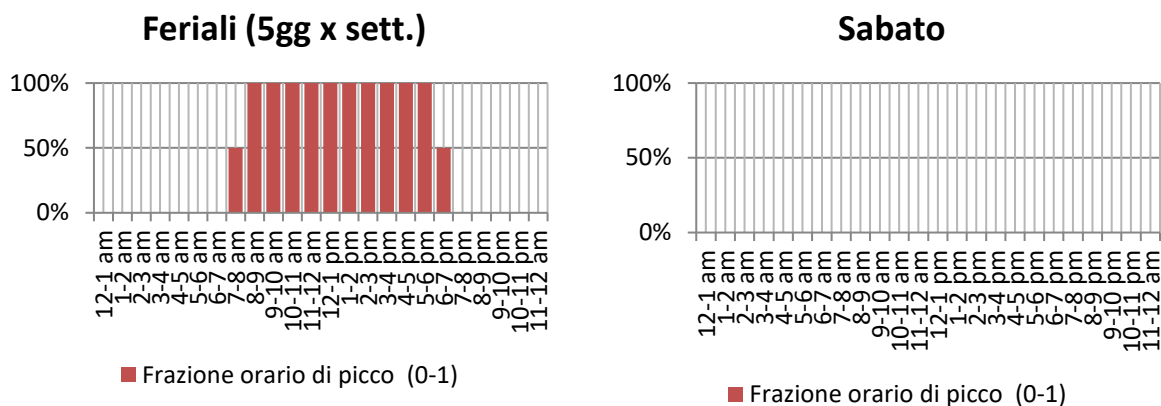 Feriali (5gg x sett.)
100%
50%
0%
12-1 am
1-2 am
2-3 am
3-4 am
4-5 am
5-6 am
6-7 am
7-8 am
8-9 am
9-10 am
10-11 am
11-12 am
12-1 pm
1-2 pm
2-3 pm
3-4 pm
4-5 pm
5-6 pm
6-7 pm
7-8 pm
8-9 pm
9-10 pm
10-11 pm
11-12 am
Frazione orario di picco (0-1)
Sabato
100%
50%
0%
12-1 am
1-2 am
2-3 am
3-4 am
4-5 am
5-6 am
6-7 am
7-8 am
8-9 am
9-10 am
10-11 am
11-12 am
12-1 pm
1-2 pm
2-3 pm
3-4 pm
4-5 pm
5-6 pm
6-7 pm
7-8 pm
8-9 pm
9-10 pm
10-11 pm
11-12 am
Frazione orario di picco (0-1)